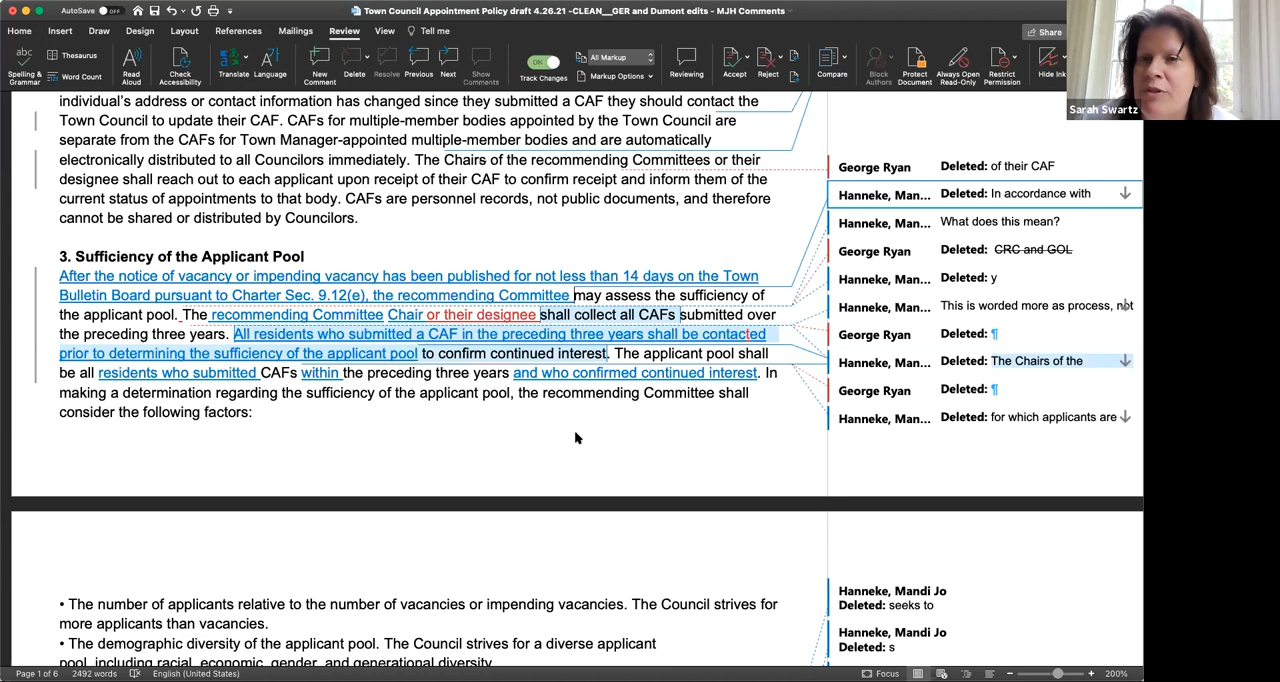 AutoSave OFF Town Council Appointment Policy draft 4.26.21 -CLEAN__GER and Dumont edits - MJH Comments
Home Insert Draw Design Layout References Mailings Review View Tell me Share
Spelling & Grammar Thesaurus Word Count Read Aloud Check Accessibility Translate Language New Comment Delete Resolve Previous Next Show Comments ON Track Changes All Markup Markup Options Reviewing Accept Reject Compare Block Authors Protect Document Always Open Read-Only Restrict Permission Hide Ink
Sarah Swartz
individual's address or contact information has changed since they submitted a CAF they should contact the
Town Council to update their CAF. CAFs for multiple-member bodies appointed by the Town Council are
separate from the CAFs for Town Manager-appointed multiple-member bodies and are automatically
electronically distributed to all Councilors immediately. The Chairs of the recommending Committees or their
designee shall reach out to each applicant upon receipt of their CAF to confirm receipt and inform them of the
current status of appointments to that body. CAFs are personnel records, not public documents, and therefore
cannot be shared or distributed by Councilors.
3. Sufficiency of the Applicant Pool
After the notice of vacancy or impending vacancy has been published for not less than 14 days on the Town
Bulletin Board pursuant to Charter Sec. 9.12(e), the recommending Committee may assess the sufficiency of
the applicant pool. The recommending Committee Chair or their designee shall collect all CAFs submitted over
the preceding three years. All residents who submitted a CAF in the preceding three years shall be contacted
prior to determining the sufficiency of the applicant pool to confirm continued interest. The applicant pool shall
be all residents who submitted CAFs within the preceding three years and who confirmed continued interest. In
making a determination regarding the sufficiency of the applicant pool, the recommending Committee shall
consider the following factors:
George Ryan Deleted: of their CAF
Hanneke, Man... Deleted: In accordance with
Hanneke, Man... What does this mean?
George Ryan Deleted: CRC and GOL
Hanneke, Man... Deleted: y
Hanneke, Man... This is worded more as process, not
George Ryan Deleted: ¶
Hanneke, Man... Deleted: The Chairs of the
George Ryan Deleted: ¶
Hanneke, Man... Deleted: for which applicants are
• The number of applicants relative to the number of vacancies or impending vacancies. The Council strives for
more applicants than vacancies.
• The demographic diversity of the applicant pool. The Council strives for a diverse applicant
pool, including racial, economic, gender, and generational diversity
Hanneke, Mandi Jo
Deleted: seeks to
Hanneke, Mandi Jo
Deleted: s
Page 1 of 6 2492 words English (United States) Focus 200%